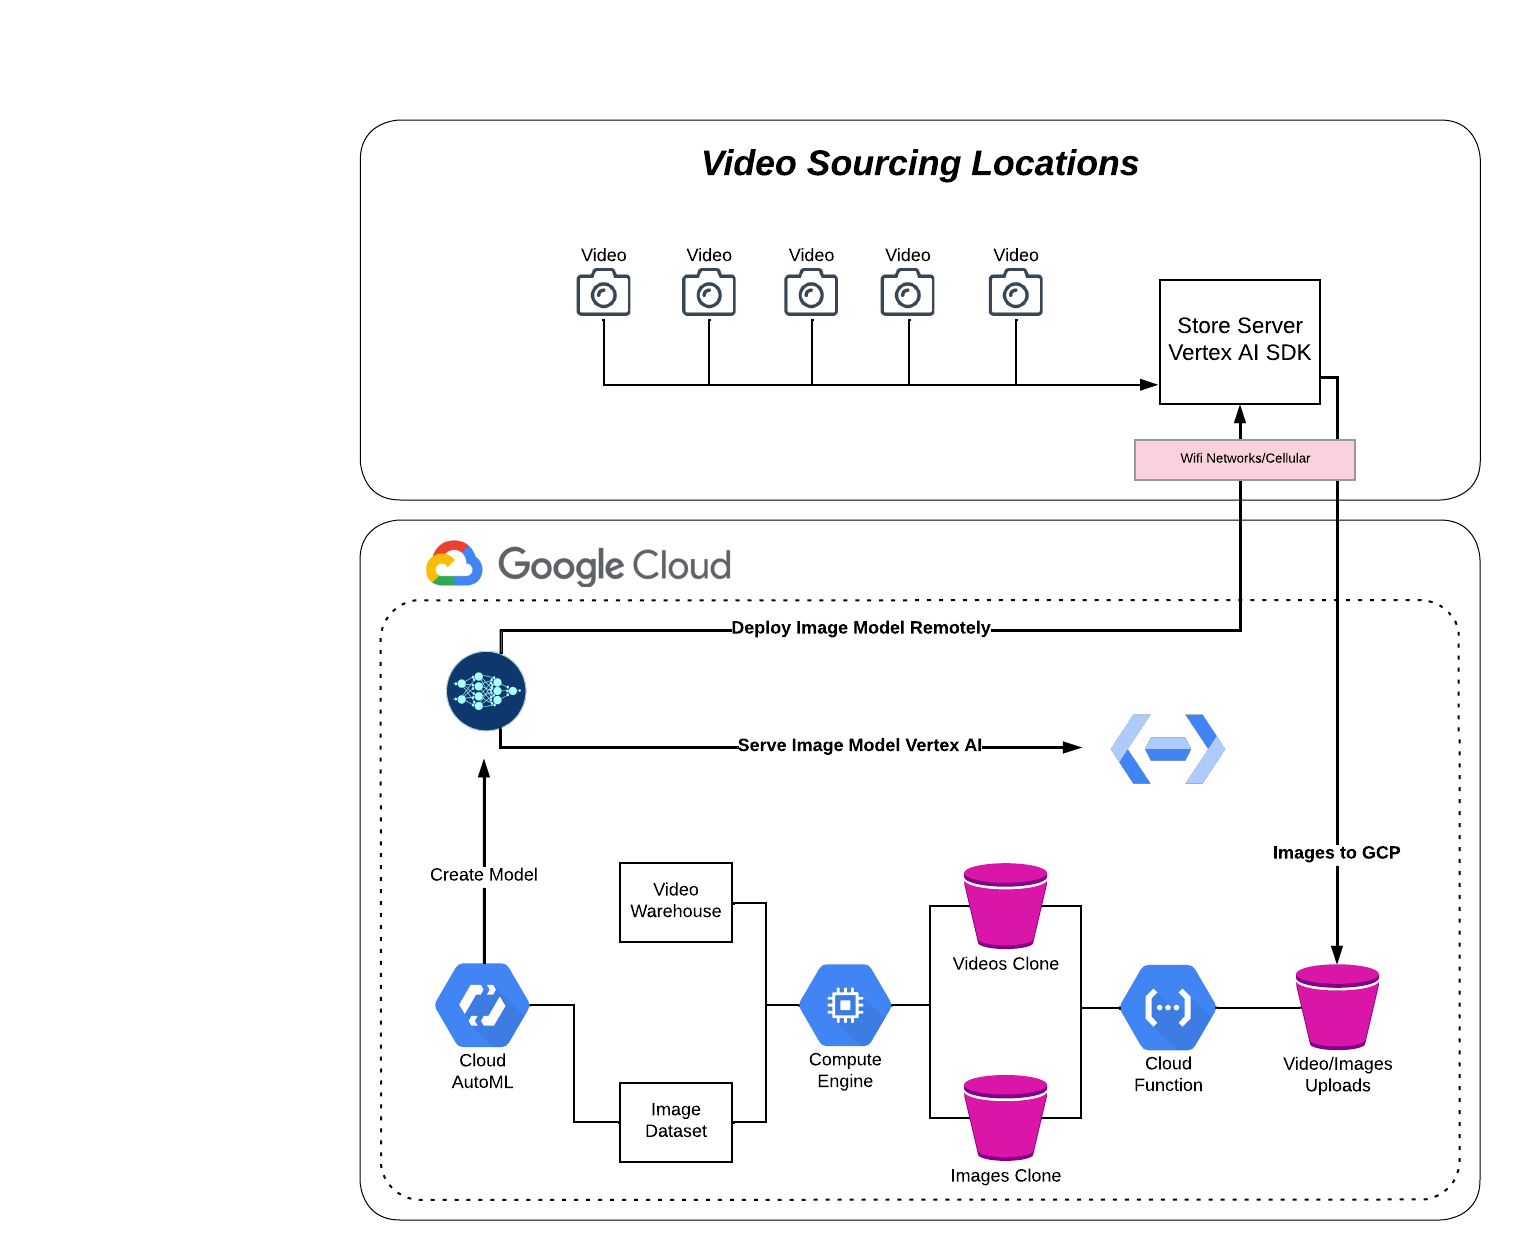 Video Sourcing Locations
Video
Video
Video
Video
Video
Store Server
Vertex AI SDK
Wifi Networks/Cellular
Google Cloud
Deploy Image Model Remotely
Serve Image Model Vertex AI
Images to GCP
Create Model
Video
Warehouse
Videos Clone
Cloud
AutoML
Compute
Engine
Cloud
Function
Video/Images
Uploads
Image
Dataset
Images Clone